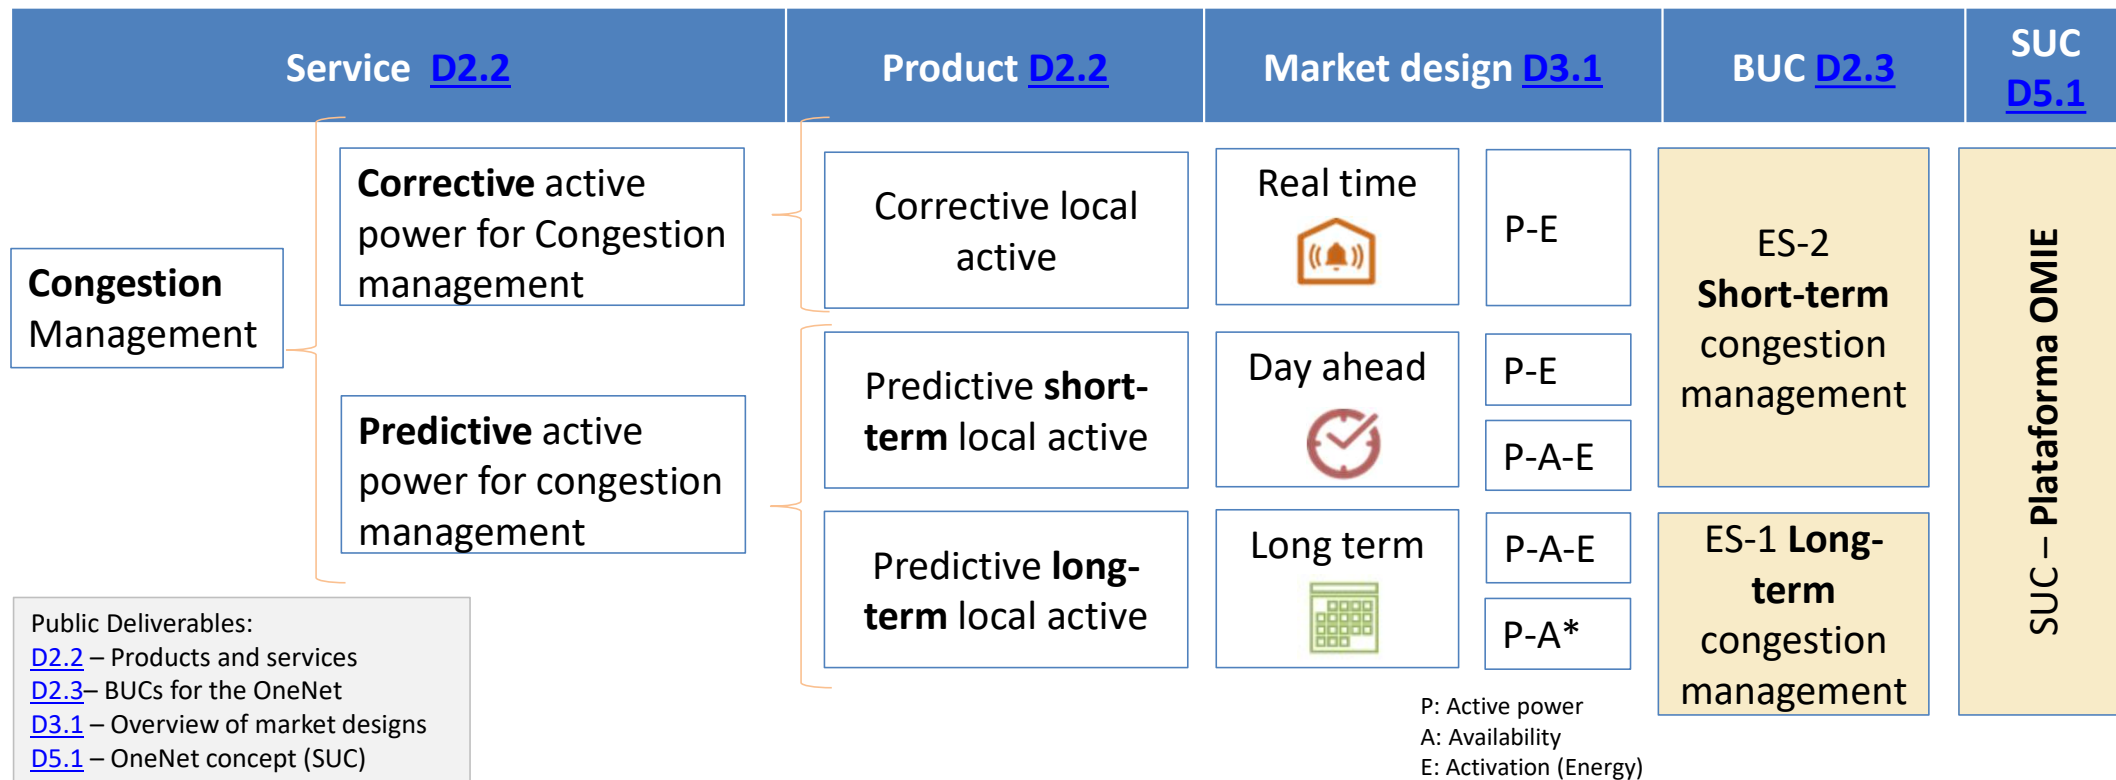 Service D2.2
Product D2.2
Market design D3.1
BUC D2.3
SUC
D5.1
Congestion
Management
Corrective active
power for Congestion
management
Predictive active
power for congestion
management
Corrective local
active
Predictive short-
term local active
Predictive long-
term local active
Real time
Day ahead
Long term
P-E
P-E
P-A-E
P-A-E
P-A*
ES-2
Short-term
congestion
management
ES-1 Long-
term
congestion
management
SUC – Plataforma OMIE
Public Deliverables:
D2.2 – Products and services
D2.3– BUCs for the OneNet
D3.1 – Overview of market designs
D5.1 – OneNet concept (SUC)
P: Active power
A: Availability
E: Activation (Energy)